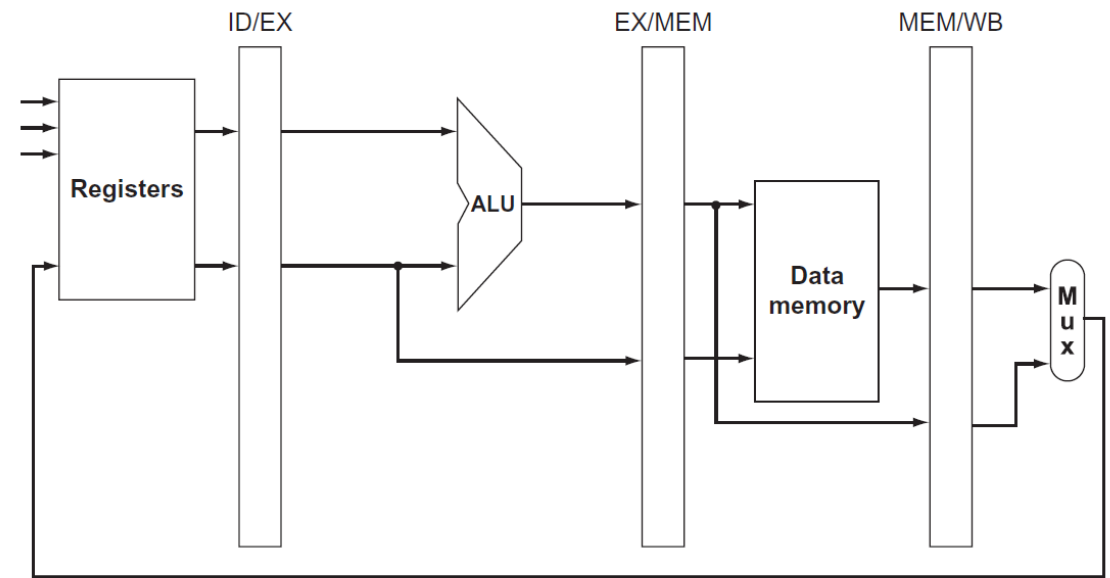 ID/EX
EX/MEM
MEM/WB
Registers
ALU
Data
memory
M
u
x